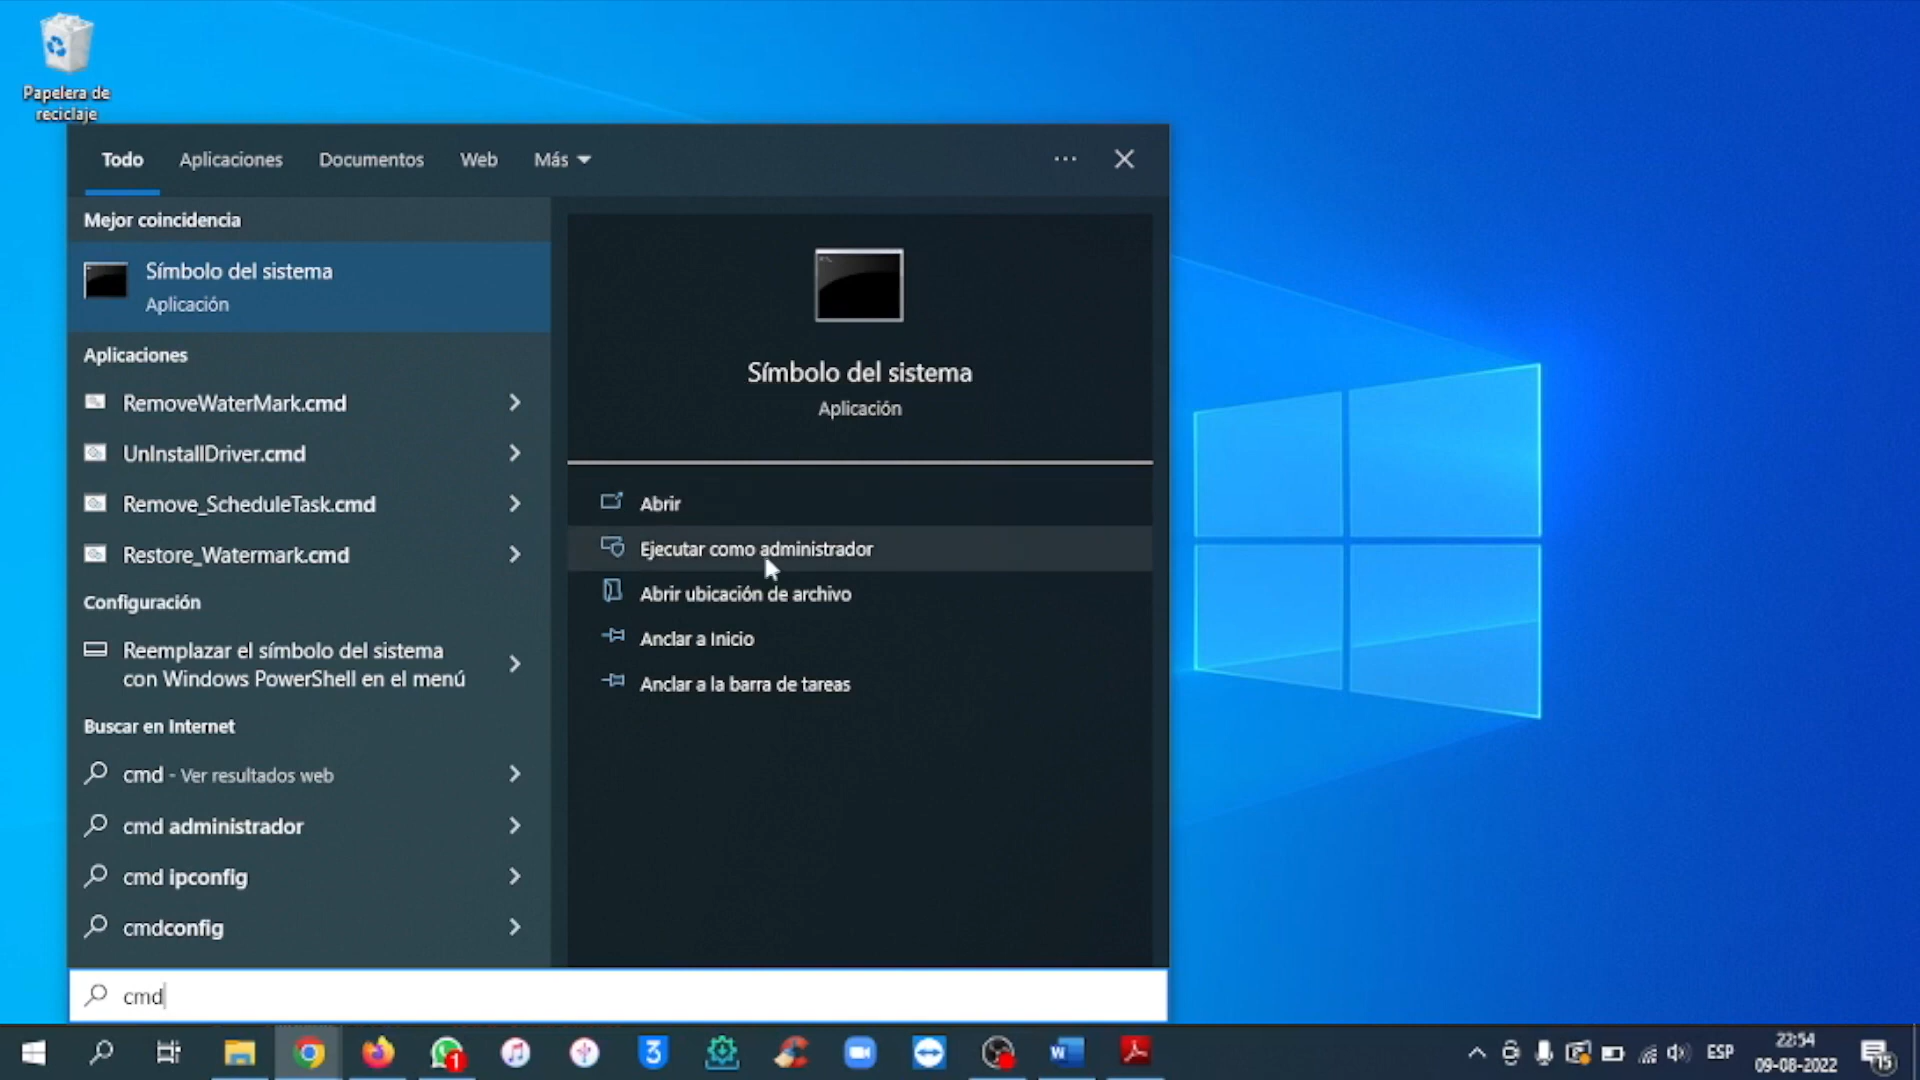 Papelera de
reciclaje
Todo
Aplicaciones
Documentos
Web
Más
Mejor coincidencia
Símbolo del sistema
Aplicación
Aplicaciones
RemoveWaterMark.cmd
UnInstallDriver.cmd
Remove_ScheduleTask.cmd
Restore_Watermark.cmd
Configuración
Reemplazar el símbolo del sistema
con Windows PowerShell en el menú
Buscar en Internet
cmd - Ver resultados web
cmd administrador
cmd ipconfig
cmdconfig
Símbolo del sistema
Aplicación
Abrir
Ejecutar como administrador
Abrir ubicación de archivo
Anclar a Inicio
Anclar a la barra de tareas
cmd
1
3
W
ESP
22:54
09-08-2022
15